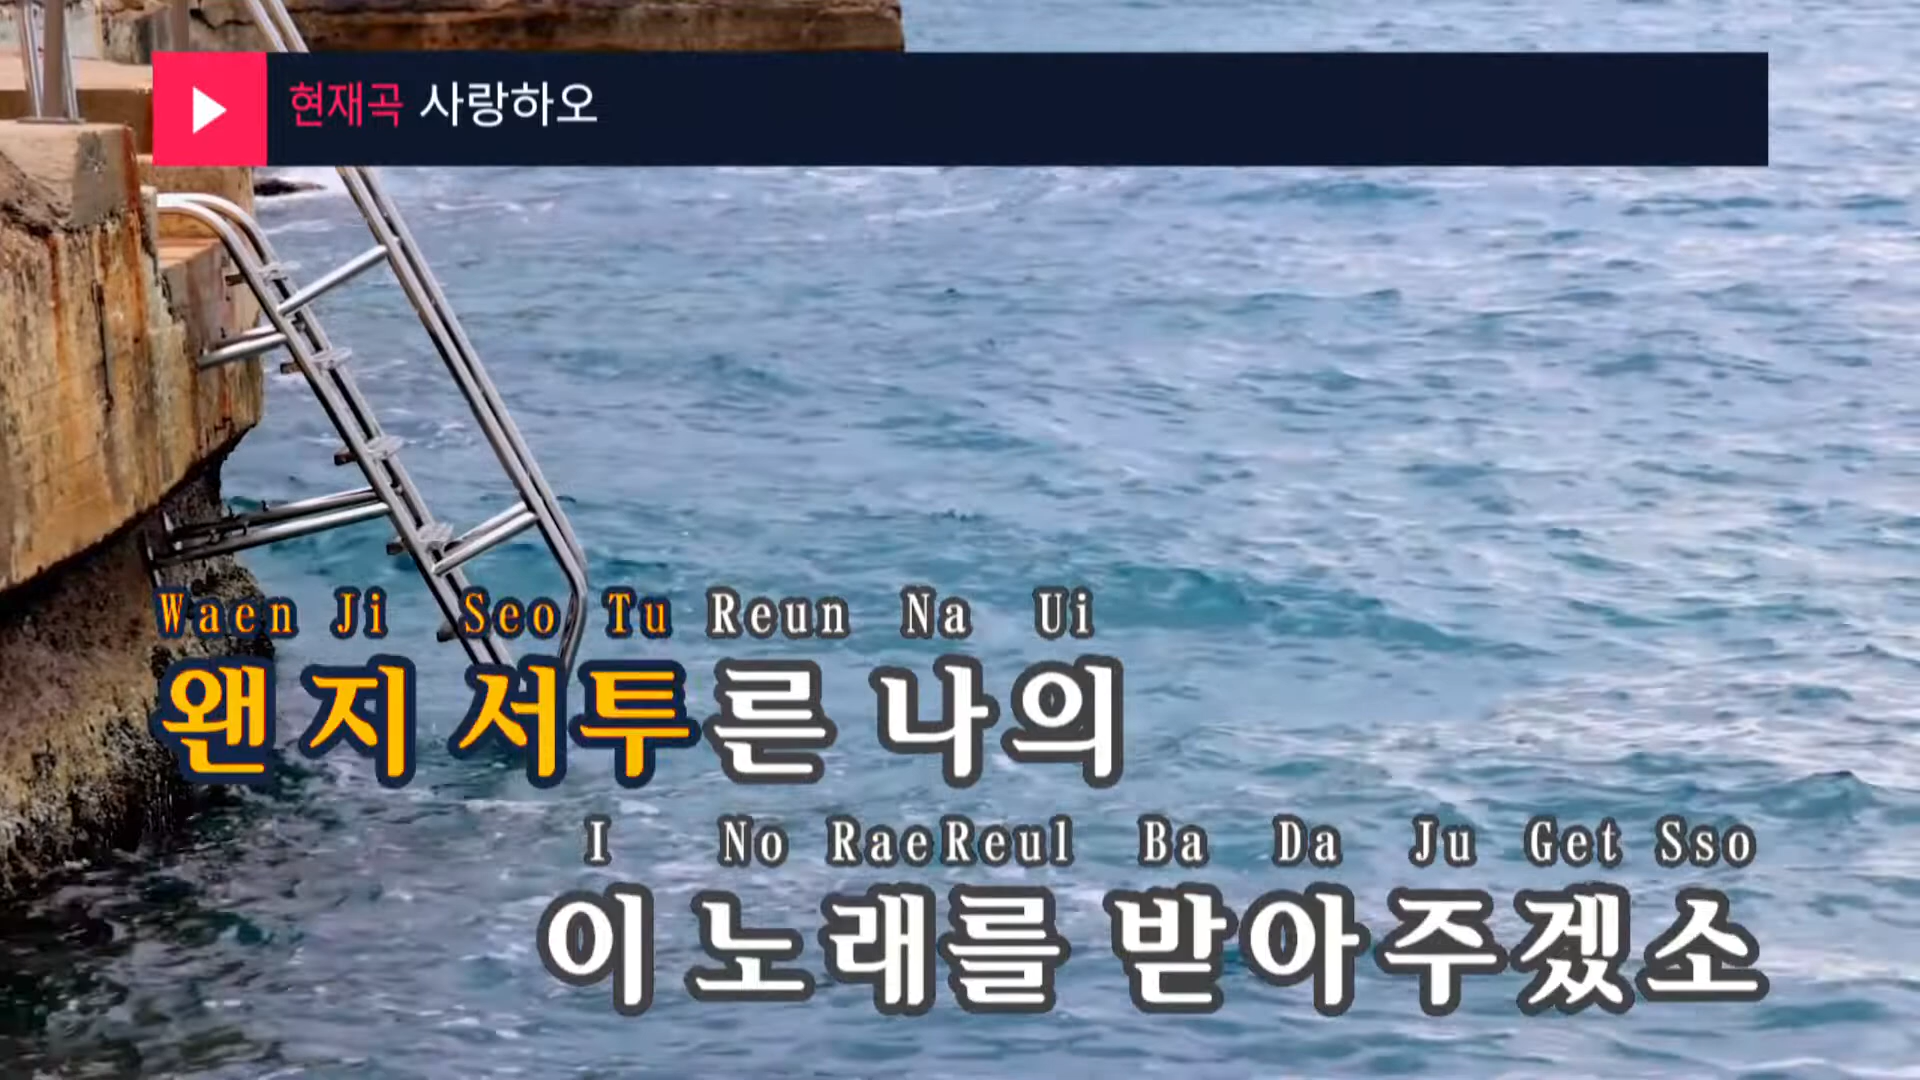 현재곡 사랑하오
Waen Ji Seo Tu Reun Na Ui
왠지 서투른 나의
I No RaeReul Ba Da Ju Get Sso
이 노래를 받아주겠소